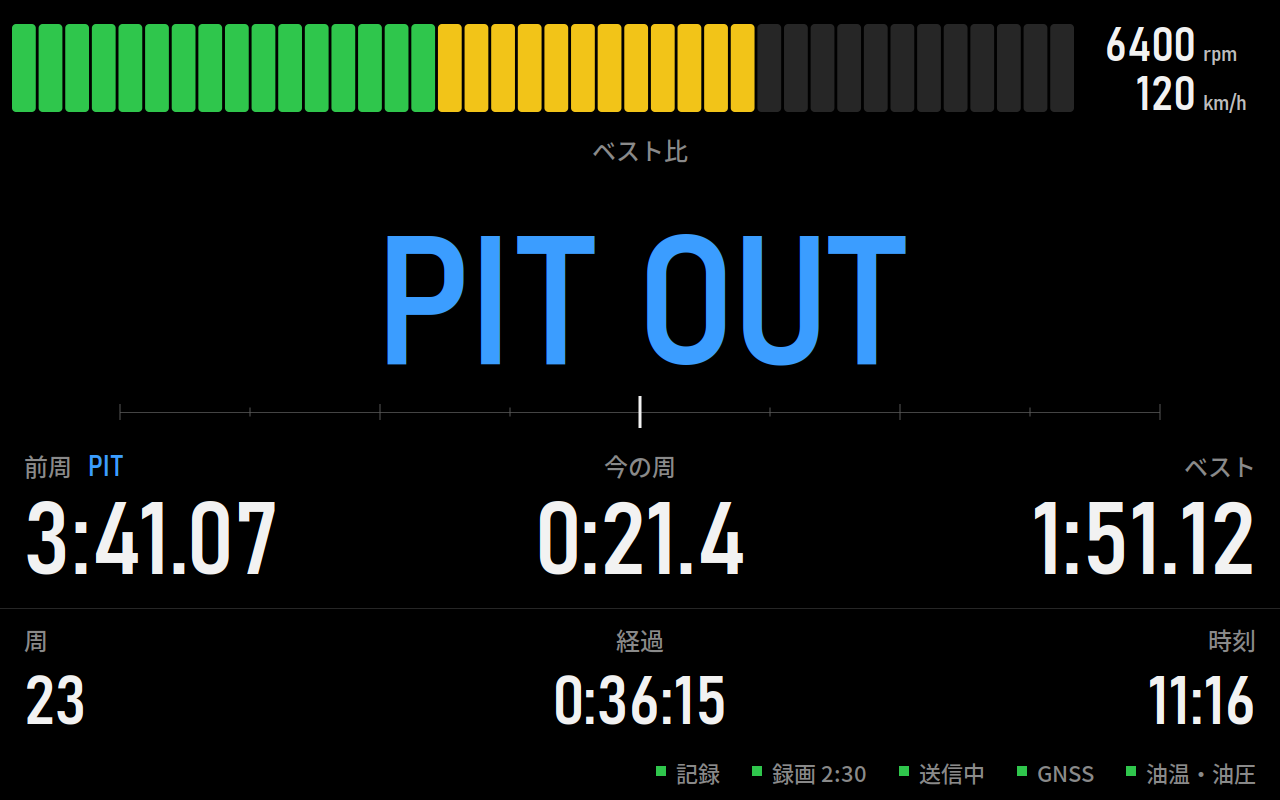 6400 rpm
120 km/h
ベスト比
PIT OUT
前周 PIT 今の周 ベスト
3:41.07 0:21.4 1:51.12
周 経過 時刻
23 0:36:15 11:16
記録 録画 2:30 送信中 GNSS 油温・油圧